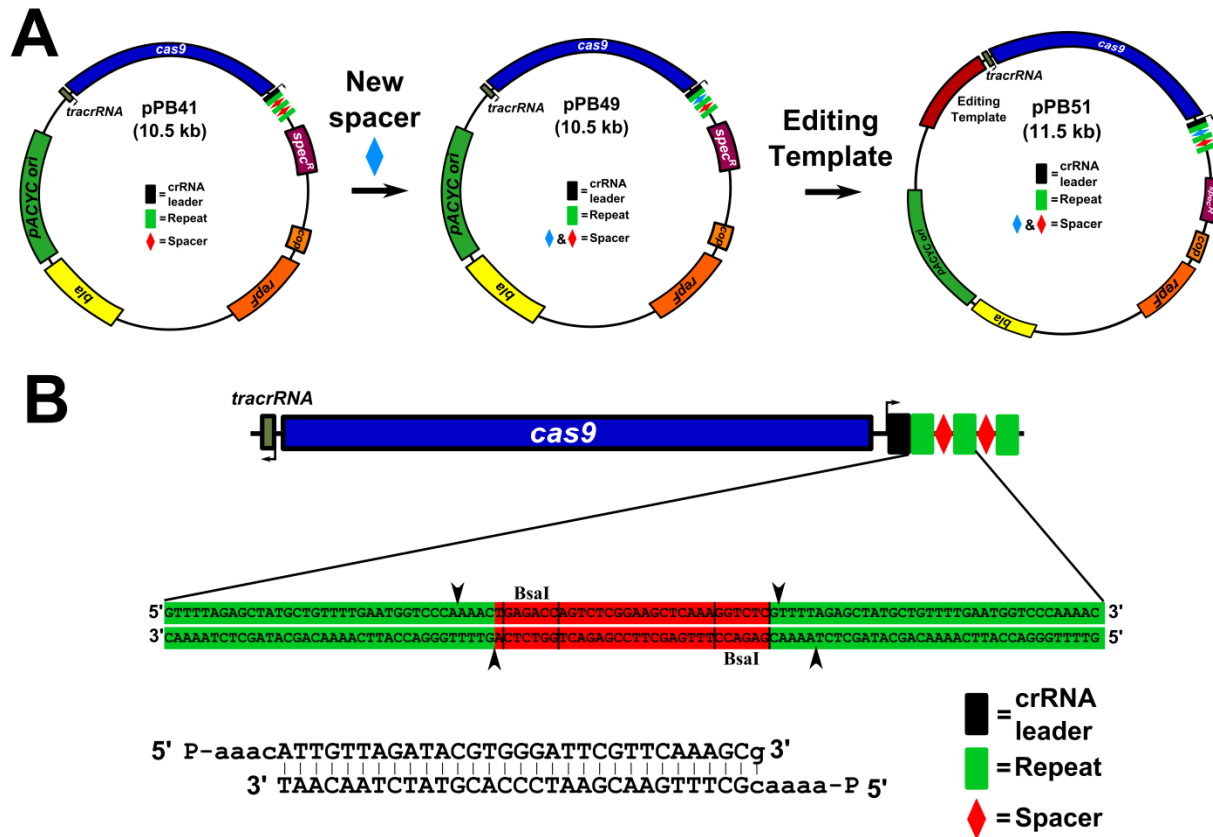 A
cas9
tracrRNA
pPB41
(10.5 kb)
specR
pACYC ori
= crRNA
leader
= Repeat
= Spacer
cop
repF
bla
New
spacer
cas9
tracrRNA
pPB49
(10.5 kb)
specR
pACYC ori
= crRNA
leader
= Repeat
& = Spacer
cop
repF
bla
Editing
Template
cas9
tracrRNA
Editing
Template
pPB51
(11.5 kb)
specR
pACYC ori
= crRNA
leader
= Repeat
& = Spacer
cop
repF
bla
B
tracrRNA
cas9
BsaI
5' GTTTTAGAGCTATGCTGTTTTGAATGGTCCCAAAACTGAGACCAGTCTCGGAAGCTCAAAGGTCTCGTTTTAGAGCTATGCTGTTTTGAATGGTCCCAAAAC 3'
3' CAAAATCTCGATACGACAAAACTTACCAGGGTTTTGACTCTGGTCAGAGCCTTCGAGTTTCCAGAGCAAAATCTCGATACGACAAAACTTACCAGGGTTTTG 5'
BsaI
5' P-aaacATTGTTAGATACGTGGGATTCGTTCAAAGCg 3'
3' TAACAATCTATGCACCCTAAGCAAGTTTCGcaaaa-P 5'
= crRNA
leader
= Repeat
= Spacer